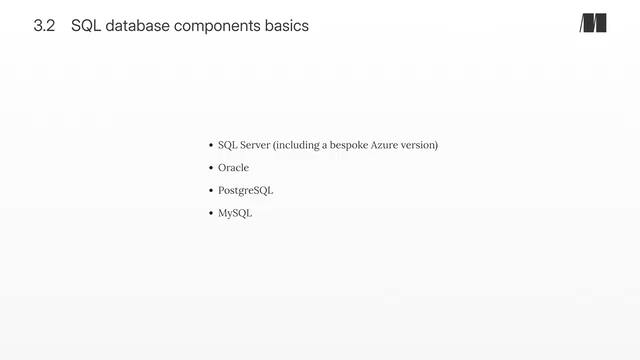 3.2 SQL database components basics
• SQL Server (including a bespoke Azure version)
• Oracle
• PostgreSQL
• MySQL